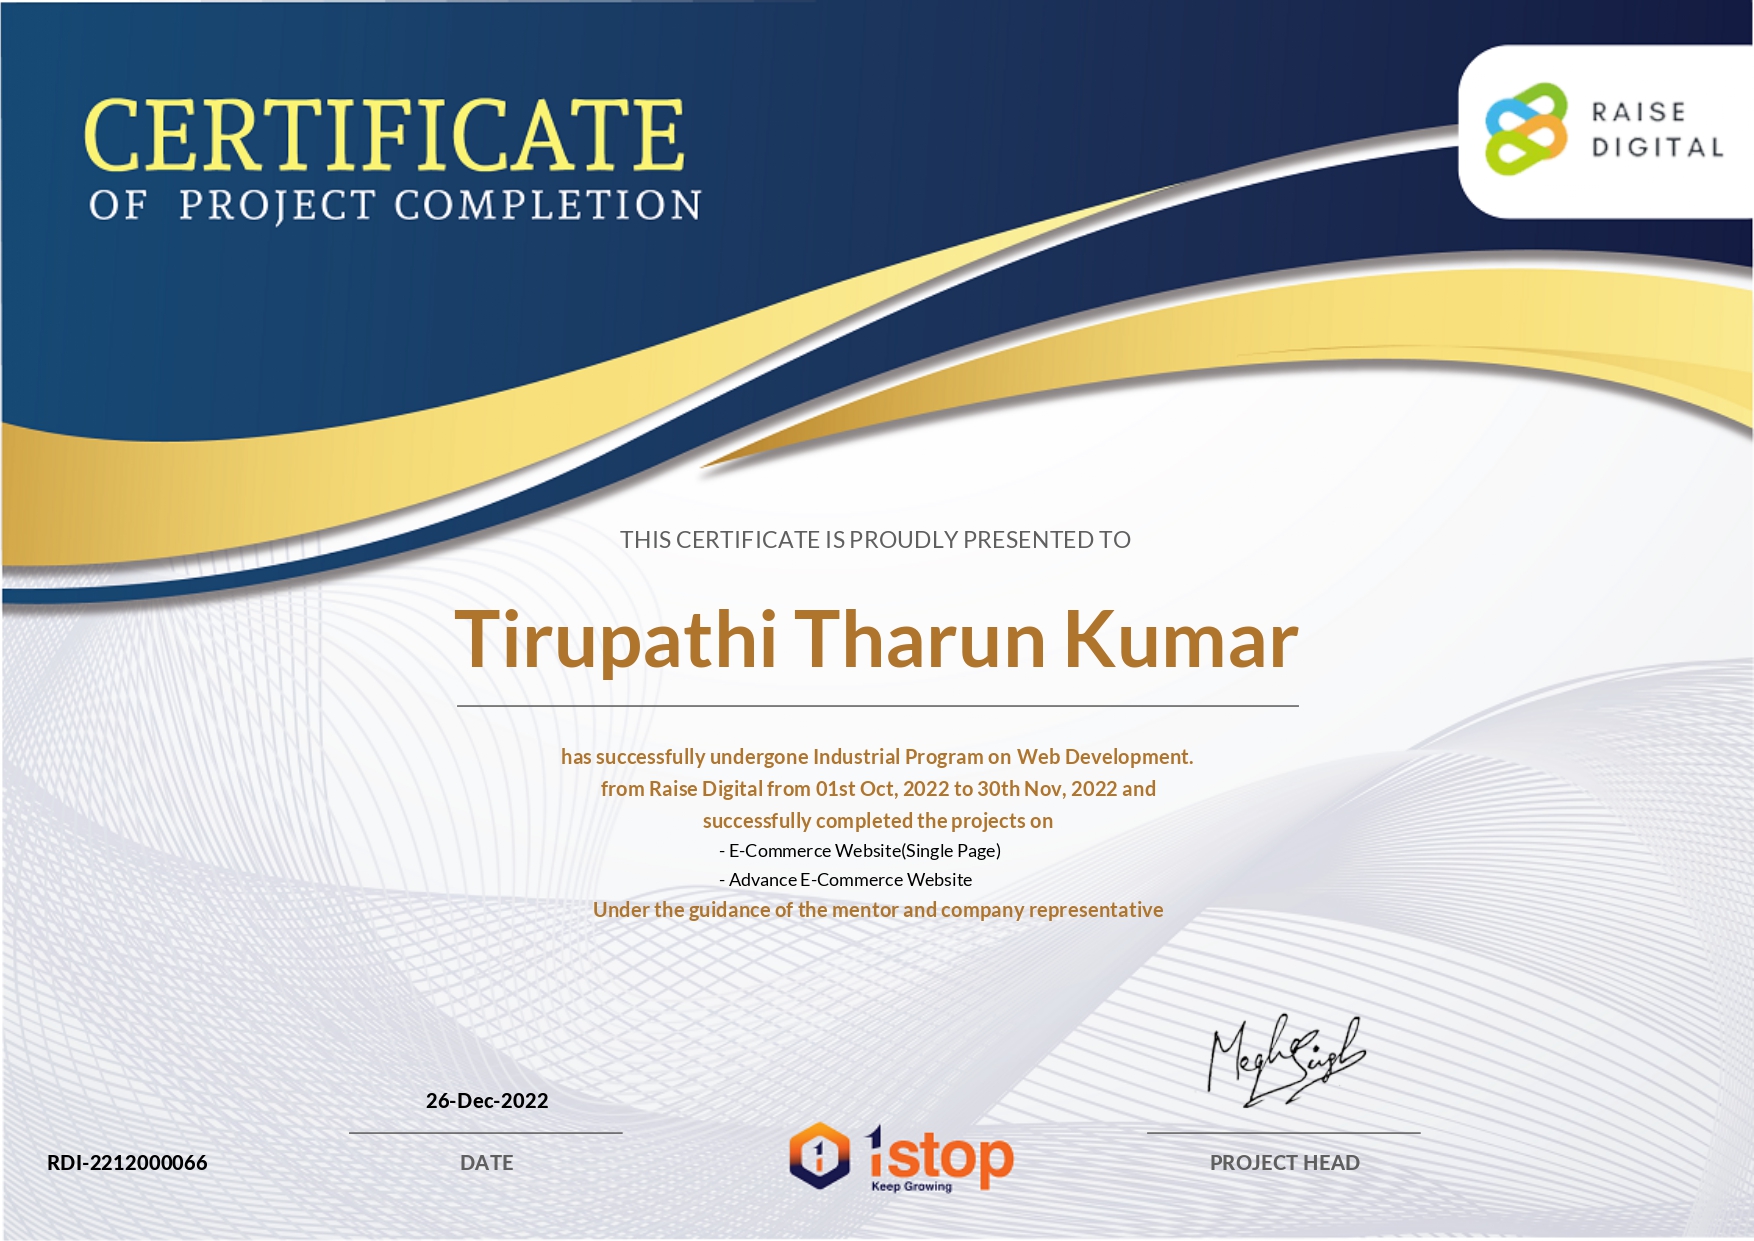 CERTIFICATE
OF PROJECT COMPLETION
RAISE
DIGITAL
THIS CERTIFICATE IS PROUDLY PRESENTED TO
Tirupathi Tharun Kumar
has successfully undergone Industrial Program on Web Development.
from Raise Digital from 01st Oct, 2022 to 30th Nov, 2022 and
successfully completed the projects on
- E-Commerce Website(Single Page)
- Advance E-Commerce Website
Under the guidance of the mentor and company representative
Megha Singh
26-Dec-2022
RDI-2212000066
DATE
1stop
Keep Growing
PROJECT HEAD